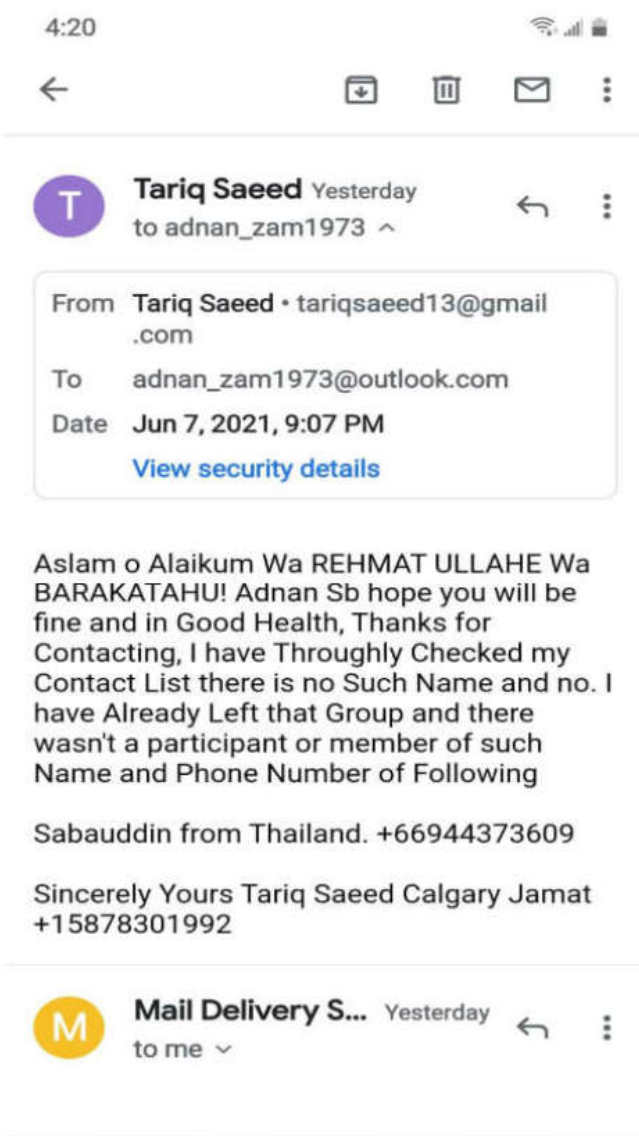 4:20
T
Tariq Saeed Yesterday
to adnan_zam1973
From Tariq Saeed • tariqsaeed13@gmail
.com
To adnan_zam1973@outlook.com
Date Jun 7, 2021, 9:07 PM
View security details
Aslam o Alaikum Wa REHMAT ULLAHE Wa
BARAKATAHU! Adnan Sb hope you will be
fine and in Good Health, Thanks for
Contacting, I have Throughly Checked my
Contact List there is no Such Name and no. I
have Already Left that Group and there
wasn't a participant or member of such
Name and Phone Number of Following
Sabauddin from Thailand. +66944373609
Sincerely Yours Tariq Saeed Calgary Jamat
+15878301992
M
Mail Delivery S... Yesterday
to me